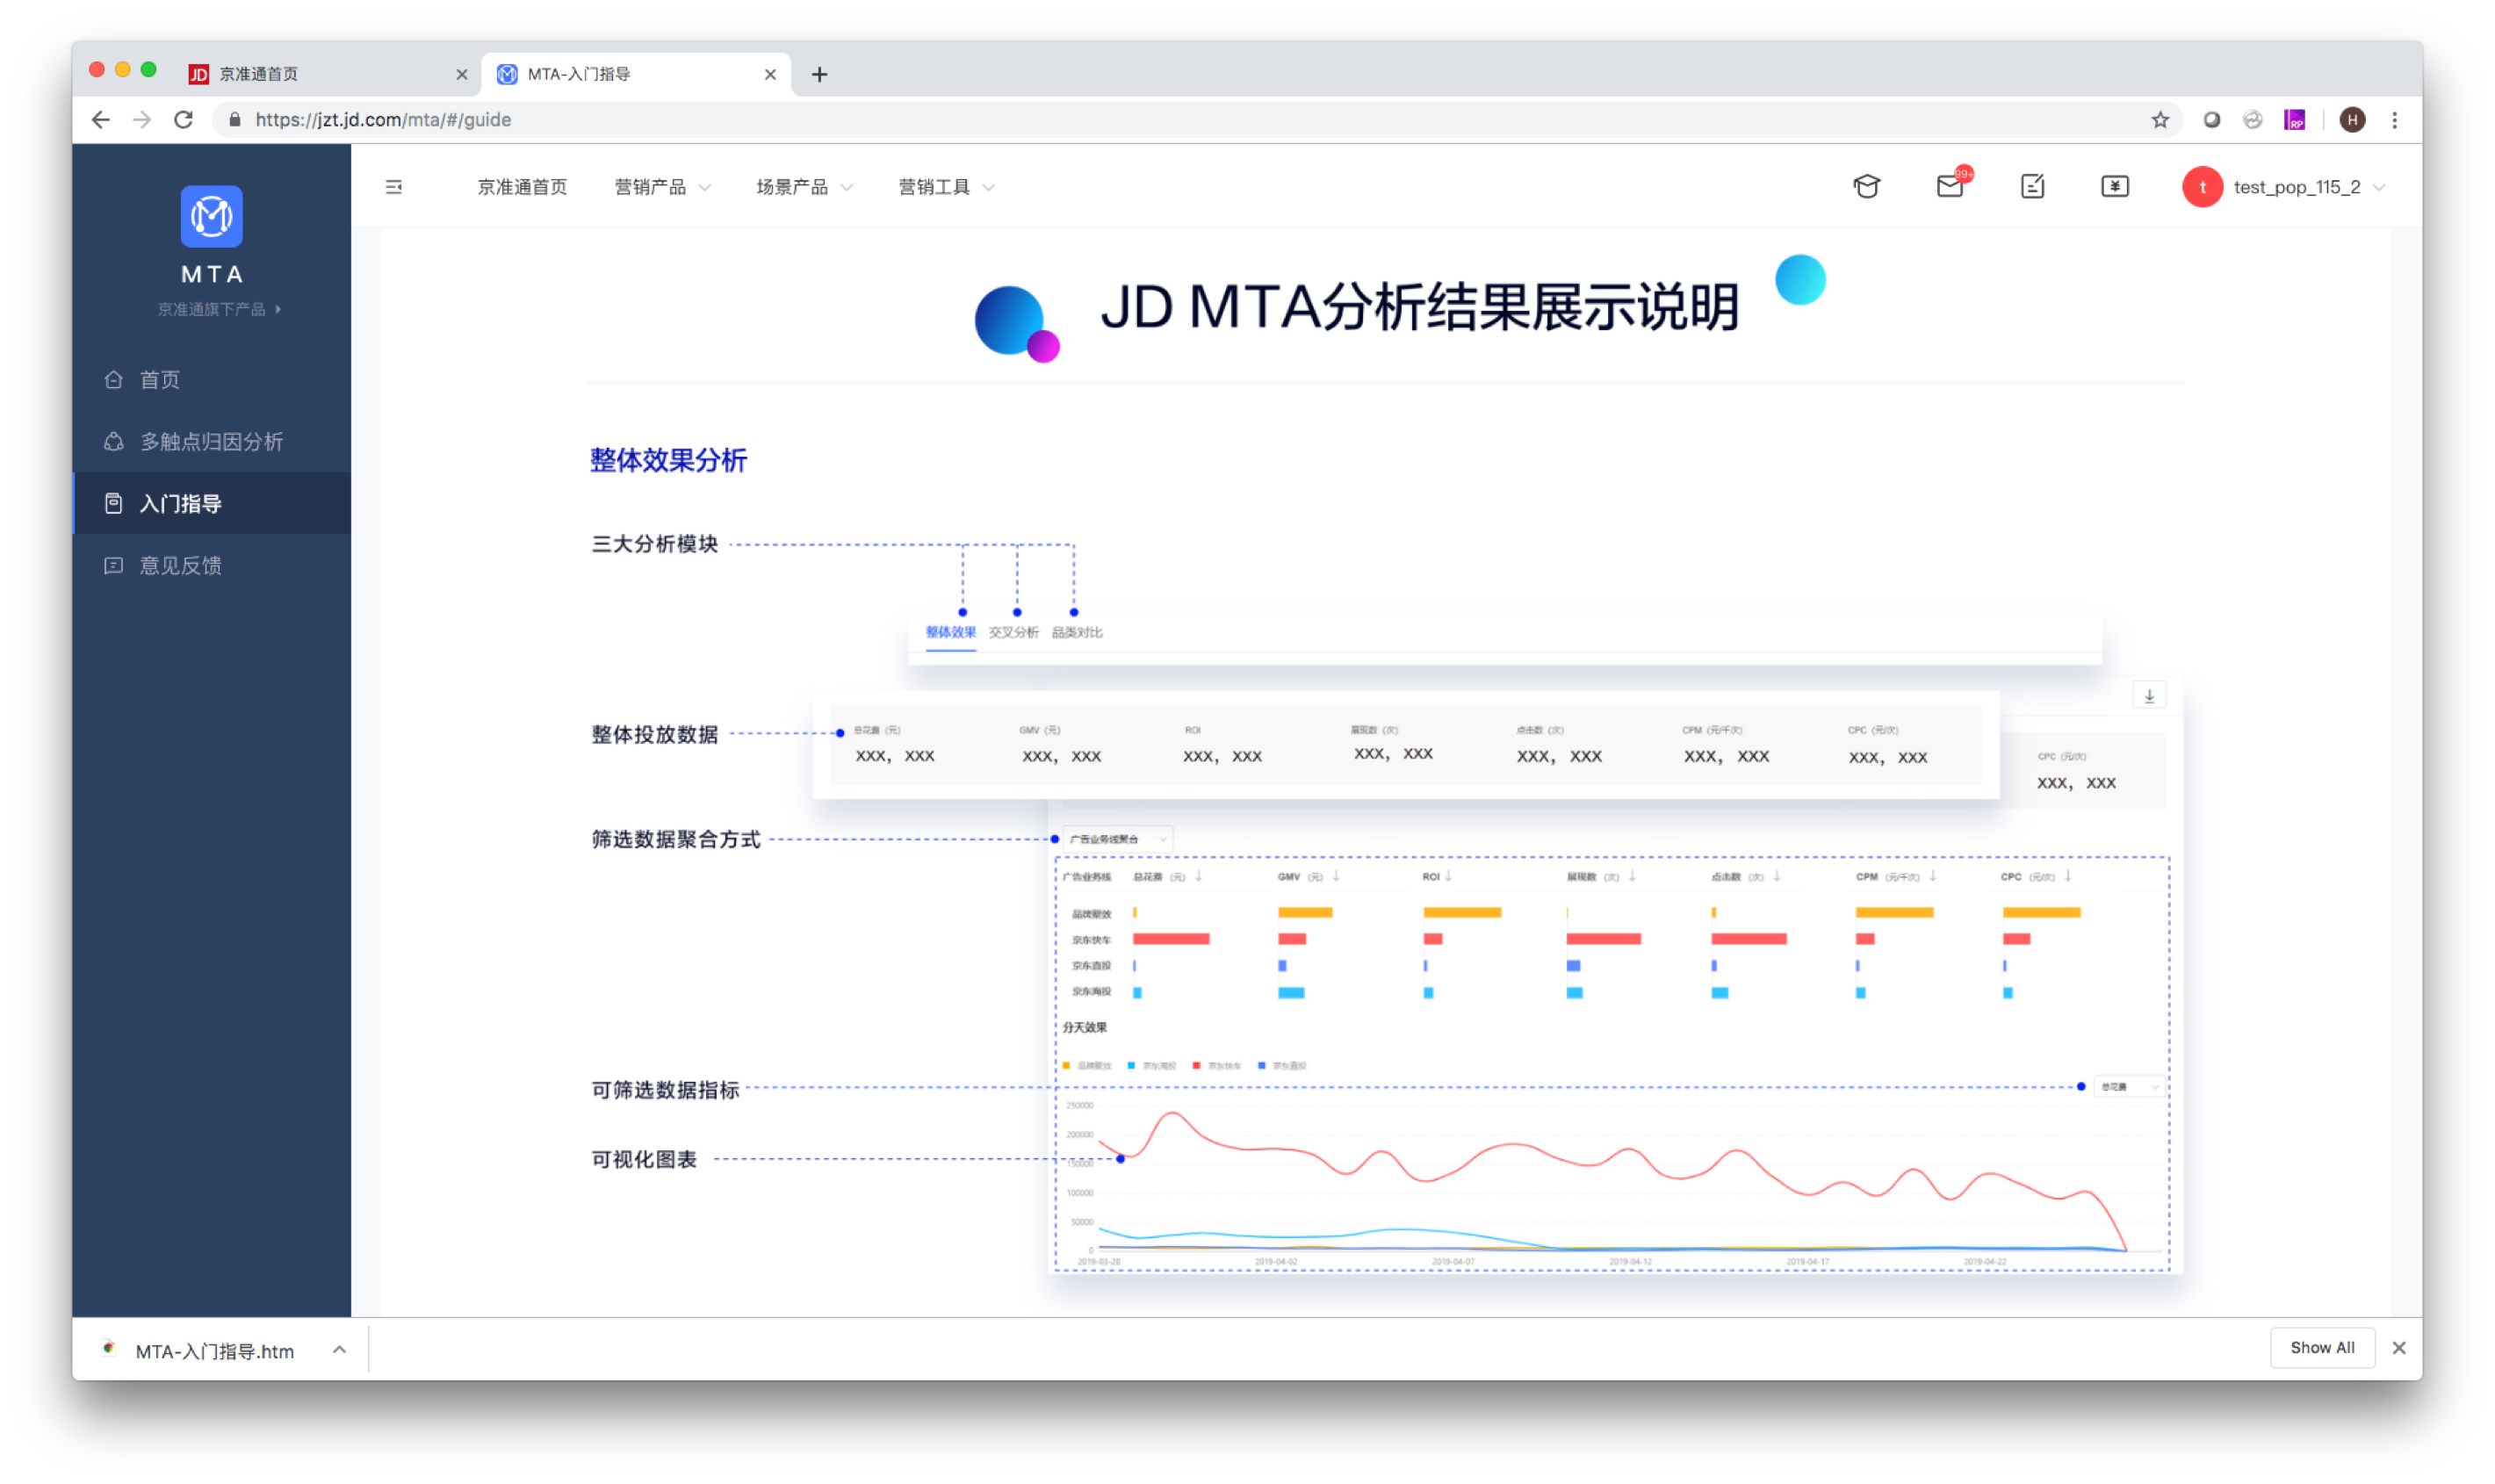 京准通首页
MTA-入门指导
https://jzt.jd.com/mta/#/guide
RP
H
MTA
京准通旗下产品
首页
多触点归因分析
入门指导
意见反馈
京准通首页 营销产品 场景产品 营销工具
99+
t test_pop_115_2
JD MTA分析结果展示说明
整体效果分析
三大分析模块
整体效果 交叉分析 品类对比
整体投放数据
总花费（元） GMV（元） ROI 展现数（次） 点击数（次） CPM（元/千次） CPC（元/次）
XXX, XXX XXX, XXX XXX, XXX XXX, XXX XXX, XXX XXX, XXX XXX, XXX
CPC（元/次）
XXX, XXX
筛选数据聚合方式
广告业务线聚合
广告业务线 总花费（元） GMV（元） ROI 展现数（次） 点击数（次） CPM（元/千次） CPC（元/次）
品牌聚效
京东快车
京东直投
京东海投
分天效果
品牌聚效 京东海投 京东快车 京东直投
可筛选数据指标
总花费
可视化图表
250000
200000
150000
100000
50000
0
2019-03-28 2019-04-02 2019-04-07 2019-04-12 2019-04-17 2019-04-22
MTA-入门指导.htm
Show All